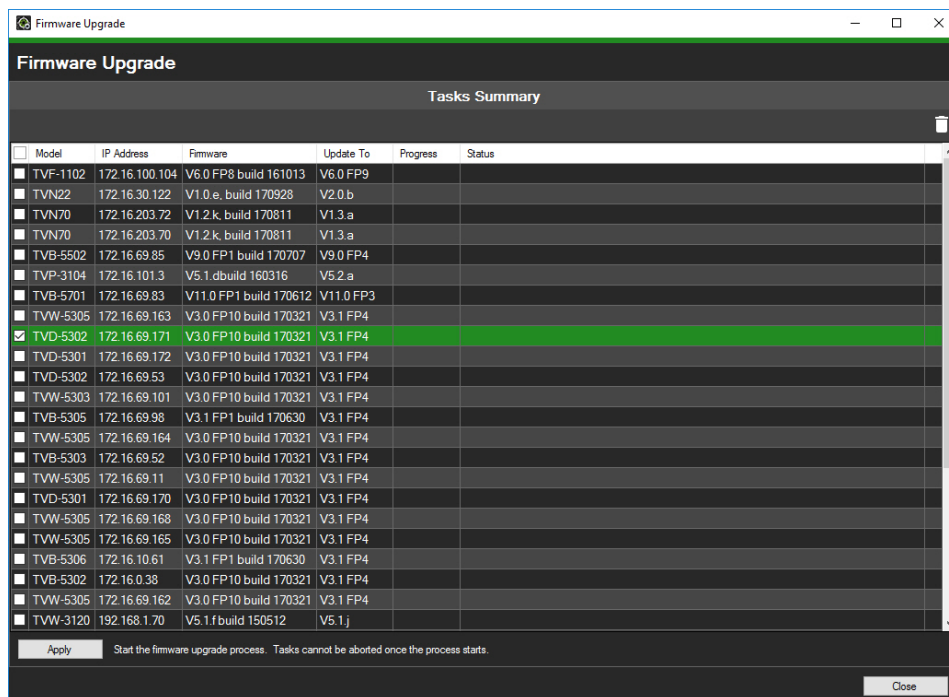 Firmware Upgrade
Firmware Upgrade
Tasks Summary
Model IP Address Firmware Update To Progress Status
TVF-1102 172.16.100.104 V6.0 FP8 build 161013 V6.0 FP9
TVN22 172.16.30.122 V1.0.e, build 170928 V2.0.b
TVN70 172.16.203.72 V1.2.k, build 170811 V1.3.a
TVN70 172.16.203.70 V1.2.k, build 170811 V1.3.a
TVB-5502 172.16.69.85 V9.0 FP1 build 170707 V9.0 FP4
TVP-3104 172.16.101.3 V5.1.dbuild 160316 V5.2.a
TVB-5701 172.16.69.83 V11.0 FP1 build 170612 V11.0 FP3
TVW-5305 172.16.69.163 V3.0 FP10 build 170321 V3.1 FP4
TVD-5302 172.16.69.171 V3.0 FP10 build 170321 V3.1 FP4
TVD-5301 172.16.69.172 V3.0 FP10 build 170321 V3.1 FP4
TVD-5302 172.16.69.53 V3.0 FP10 build 170321 V3.1 FP4
TVW-5303 172.16.69.101 V3.0 FP10 build 170321 V3.1 FP4
TVB-5305 172.16.69.98 V3.1 FP1 build 170630 V3.1 FP4
TVW-5305 172.16.69.164 V3.0 FP10 build 170321 V3.1 FP4
TVB-5303 172.16.69.52 V3.0 FP10 build 170321 V3.1 FP4
TVW-5305 172.16.69.11 V3.0 FP10 build 170321 V3.1 FP4
TVD-5301 172.16.69.170 V3.0 FP10 build 170321 V3.1 FP4
TVW-5305 172.16.69.168 V3.0 FP10 build 170321 V3.1 FP4
TVW-5305 172.16.69.165 V3.0 FP10 build 170321 V3.1 FP4
TVB-5306 172.16.10.61 V3.1 FP1 build 170630 V3.1 FP4
TVB-5302 172.16.0.38 V3.0 FP10 build 170321 V3.1 FP4
TVW-5305 172.16.69.162 V3.0 FP10 build 170321 V3.1 FP4
TVW-3120 192.168.1.70 V5.1.f build 150512 V5.1.j
Apply Start the firmware upgrade process. Tasks cannot be aborted once the process starts.
Close